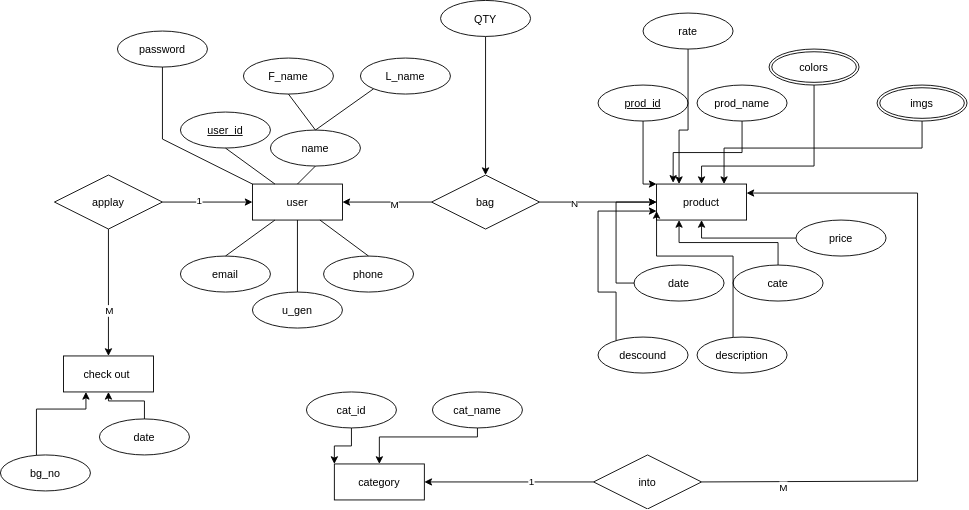 QTY
rate
password
colors
F_name
L_name
prod_id
prod_name
imgs
user_id
name
applay
1
user
M
bag
N
product
price
email
phone
date
cate
u_gen
M
descound
description
check out
cat_id
cat_name
date
bg_no
category
1
into
M